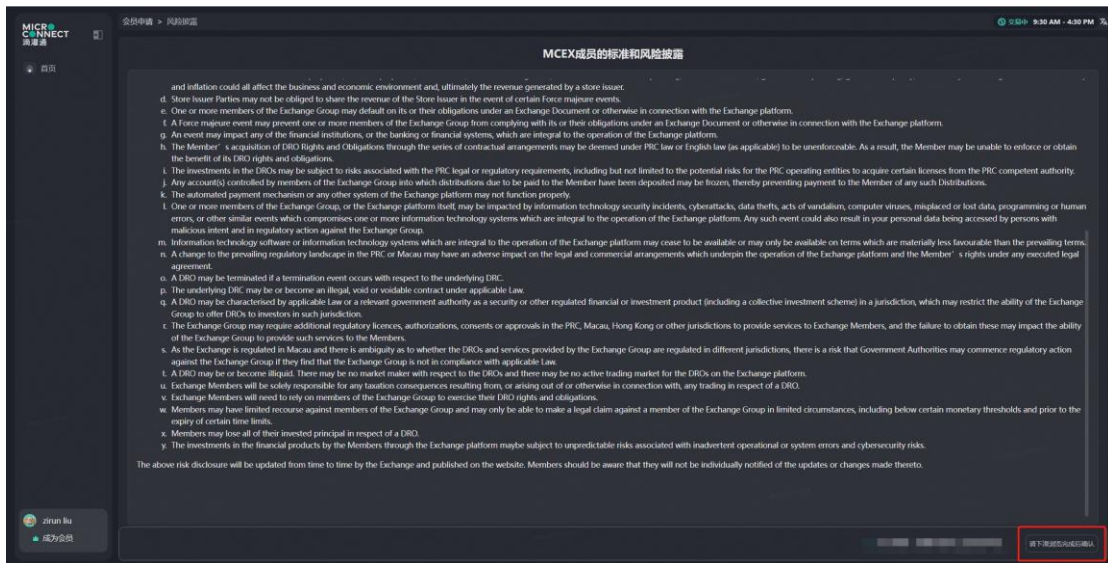 MICR CONNECT
滴灌通
首页
会员申请 > 风险披露
交易中 9:30 AM - 4:30 PM
MCEX成员的标准和风险披露
and inflation could all affect the business and economic environment and, ultimately the revenue generated by a store issuer.
d. Store Issuer Parties may not be obliged to share the revenue of the Store Issuer in the event of certain Force majeure events.
e. One or more members of the Exchange Group may default on its or their obligations under an Exchange Document or otherwise in connection with the Exchange platform.
f. A Force majeure event may prevent one or more members of the Exchange Group from complying with its or their obligations under an Exchange Document or otherwise in connection with the Exchange platform.
g. An event may impact any of the financial institutions, or the banking or financial systems, which are integral to the operation of the Exchange platform.
h. The Member's acquisition of DRO Rights and Obligations through the series of contractual arrangements may be deemed under PRC law or English law (as applicable) to be unenforceable. As a result, the Member may be unable to enforce or obtain
the benefit of its DRO rights and obligations.
i. The investments in the DROs may be subject to risks associated with the PRC legal or regulatory requirements, including but not limited to the potential risks for the PRC operating entities to acquire certain licenses from the PRC competent authority.
j. Any account(s) controlled by members of the Exchange Group into which distributions due to be paid to the Member have been deposited may be frozen, thereby preventing payment to the Member of any such Distributions.
k. The automated payment mechanism or any other system of the Exchange platform may not function properly.
l. One or more members of the Exchange Group, or the Exchange platform itself, may be impacted by information technology security incidents, cyberattacks, data thefts, acts of vandalism, computer viruses, misplaced or lost data, programming or human
errors, or other similar events which compromises one or more information technology systems which are integral to the operation of the Exchange platform. Any such event could also result in your personal data being accessed by persons with
malicious intent and in regulatory action against the Exchange Group.
m. Information technology software or information technology systems which are integral to the operation of the Exchange platform may cease to be available or may only be available on terms which are materially less favourable than the prevailing terms.
n. A change to the prevailing regulatory landscape in the PRC or Macau may have an adverse impact on the legal and commercial arrangements which underpin the operation of the Exchange platform and the Member's rights under any executed legal
agreement.
o. A DRO may be terminated if a termination event occurs with respect to the underlying DRC.
p. The underlying DRC may be or become an illegal, void or voidable contract under applicable Law.
q. A DRO may be characterised by applicable Law or a relevant government authority as a security or other regulated financial or investment product (including a collective investment scheme) in a jurisdiction, which may restrict the ability of the Exchange
Group to offer DROs to investors in such jurisdiction.
r. The Exchange Group may require additional regulatory licences, authorizations, consents or approvals in the PRC, Macau, Hong Kong or other jurisdictions to provide services to Exchange Members, and the failure to obtain these may impact the ability
of the Exchange Group to provide such services to the Members.
s. As the Exchange is regulated in Macau and there is ambiguity as to whether the DROs and services provided by the Exchange Group are regulated in different jurisdictions, there is a risk that Government Authorities may commence regulatory action
against the Exchange Group if they find that the Exchange Group is not in compliance with applicable Law.
t. A DRO may be or become illiquid. There may be no market maker with respect to the DROs and there may be no active trading market for the DROs on the Exchange platform.
u. Exchange Members will be solely responsible for any taxation consequences resulting from, or arising out of or otherwise in connection with, any trading in respect of a DRO.
v. Exchange Members will need to rely on members of the Exchange Group to exercise their DRO rights and obligations.
w. Members may have limited recourse against members of the Exchange Group and may only be able to make a legal claim against a member of the Exchange Group in limited circumstances, including below certain monetary thresholds and prior to the
expiry of certain time limits.
x. Members may lose all of their invested principal in respect of a DRO.
y. The investments in the financial products by the Members through the Exchange platform maybe subject to unpredictable risks associated with inadvertent operational or system errors and cybersecurity risks.
The above risk disclosure will be updated from time to time by the Exchange and published on the website. Members should be aware that they will not be individually notified of the updates or changes made thereto.
zirun liu
成为会员
请下滑浏览完成后确认